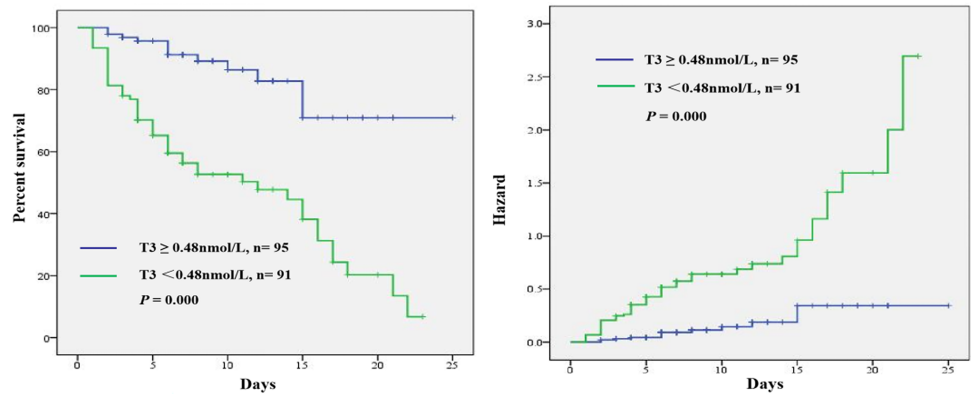 100
80
60
40
20
0
Percent survival
T3 ≥ 0.48nmol/L, n= 95
T3 <0.48nmol/L, n= 91
P = 0.000
0 5 10 15 20 25
Days
3.0
2.5
2.0
1.5
1.0
0.5
0.0
Hazard
T3 ≥ 0.48nmol/L, n= 95
T3 <0.48nmol/L, n= 91
P = 0.000
0 5 10 15 20 25
Days